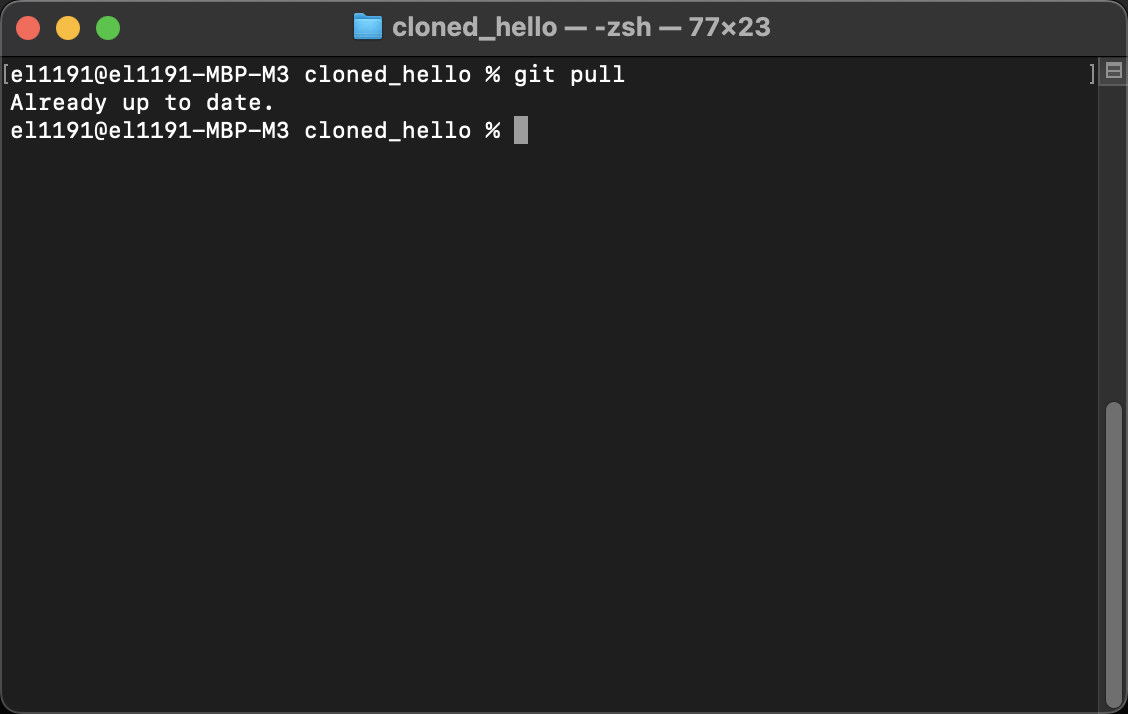 cloned_hello — -zsh — 77×23
[el1191@el1191-MBP-M3 cloned_hello % git pull ]
Already up to date.
el1191@el1191-MBP-M3 cloned_hello %